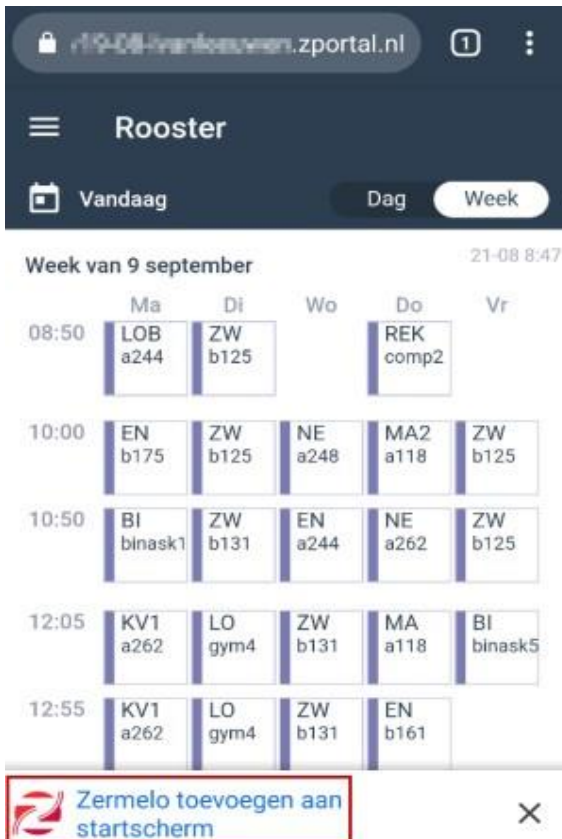 .zportal.nl 1
Rooster
Vandaag Dag Week
21-08 8:47
Week van 9 september
Ma Di Wo Do Vr
08:50 LOB ZW REK
a244 b125 comp2
10:00 EN ZW NE MA2 ZW
b175 b125 a248 a118 b125
10:50 BI ZW EN NE ZW
binask1 b131 a244 a262 b125
12:05 KV1 LO ZW MA BI
a262 gym4 b131 a118 binask5
12:55 KV1 LO ZW EN
a262 gym4 b131 b161
Zermelo toevoegen aan
startscherm